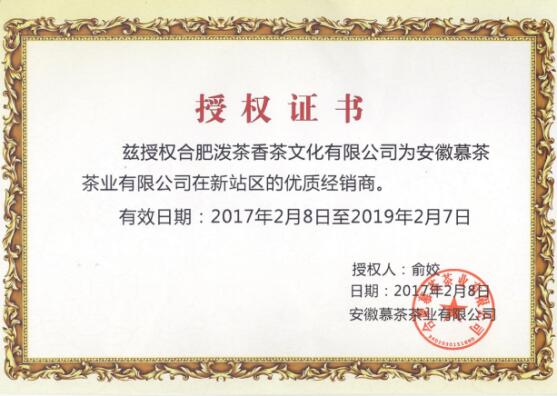 授权证书
兹授权合肥泼茶香茶文化有限公司为安徽慕茶
茶业有限公司在新站区的优质经销商。
有效日期：2017年2月8日至2019年2月7日
授权人：俞姣
日期：2017年2月8日
安徽慕茶茶业有限公司